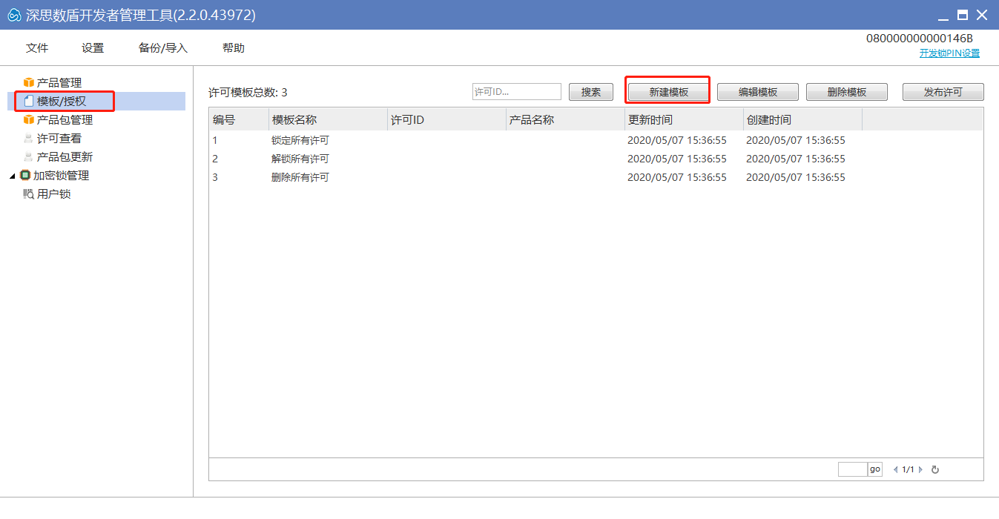 深思数盾开发者管理工具(2.2.0.43972)
文件 设置 备份/导入 帮助
080000000000146B
开发锁PIN设置
产品管理
模板/授权
产品包管理
许可查看
产品包更新
加密锁管理
用户锁
许可模板总数: 3 许可ID... 搜索 新建模板 编辑模板 删除模板 发布许可
编号 模板名称 许可ID 产品名称 更新时间 创建时间
1 锁定所有许可 2020/05/07 15:36:55 2020/05/07 15:36:55
2 解锁所有许可 2020/05/07 15:36:55 2020/05/07 15:36:55
3 删除所有许可 2020/05/07 15:36:55 2020/05/07 15:36:55
go 1/1